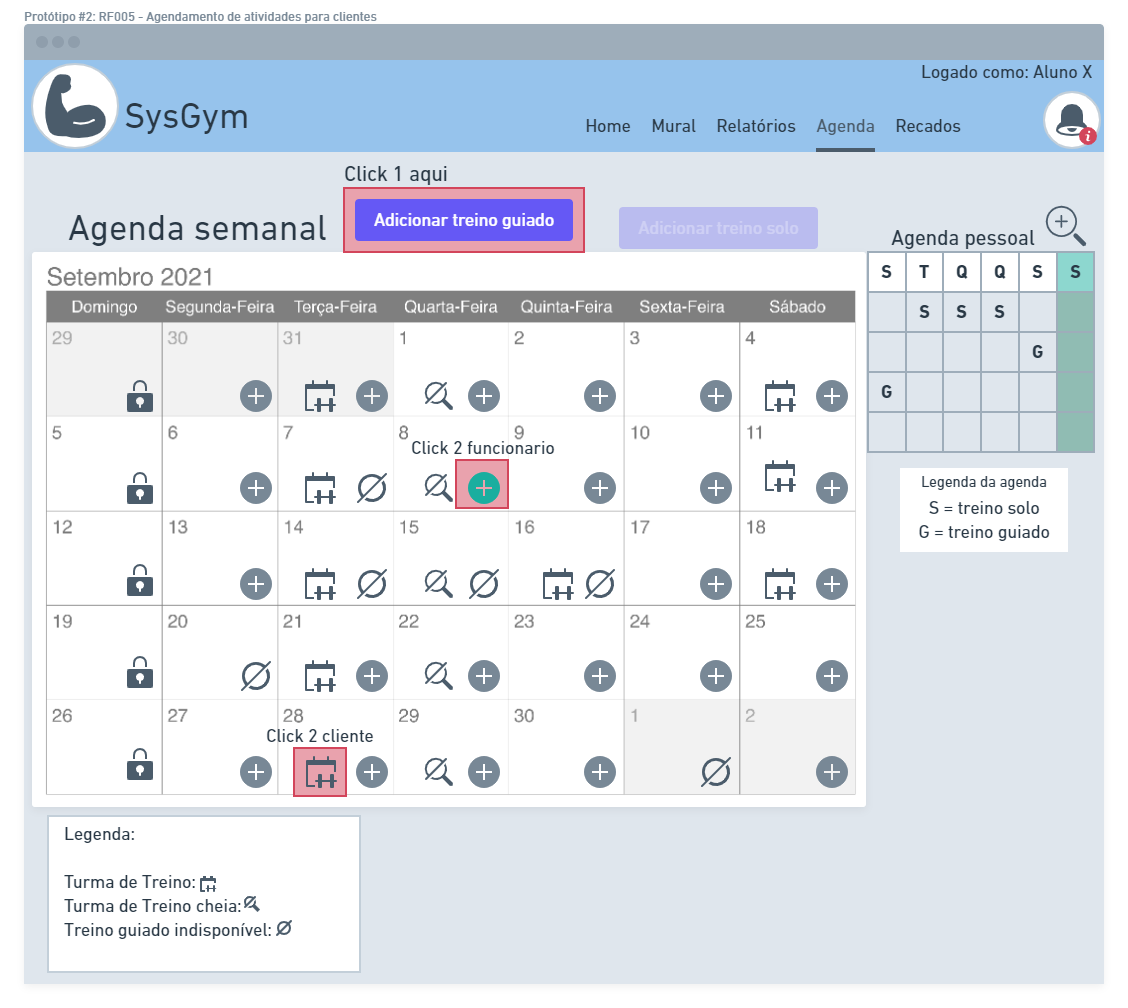 Protótipo #2: RF005 - Agendamento de atividades para clientes
Logado como: Aluno X
SysGym
Home Mural Relatórios Agenda Recados
i
Click 1 aqui
Agenda semanal
Adicionar treino guiado
Adicionar treino solo
Agenda pessoal
Setembro 2021
Domingo Segunda-Feira Terça-Feira Quarta-Feira Quinta-Feira Sexta-Feira Sábado
29 30 31 1 2 3 4
5 6 7 8 9 10 11
Click 2 funcionario
12 13 14 15 16 17 18
19 20 21 22 23 24 25
26 27 28 29 30 1 2
Click 2 cliente
S T Q Q S S
S S S
G
G
Legenda da agenda
S = treino solo
G = treino guiado
Legenda:
Turma de Treino:
Turma de Treino cheia:
Treino guiado indisponível: